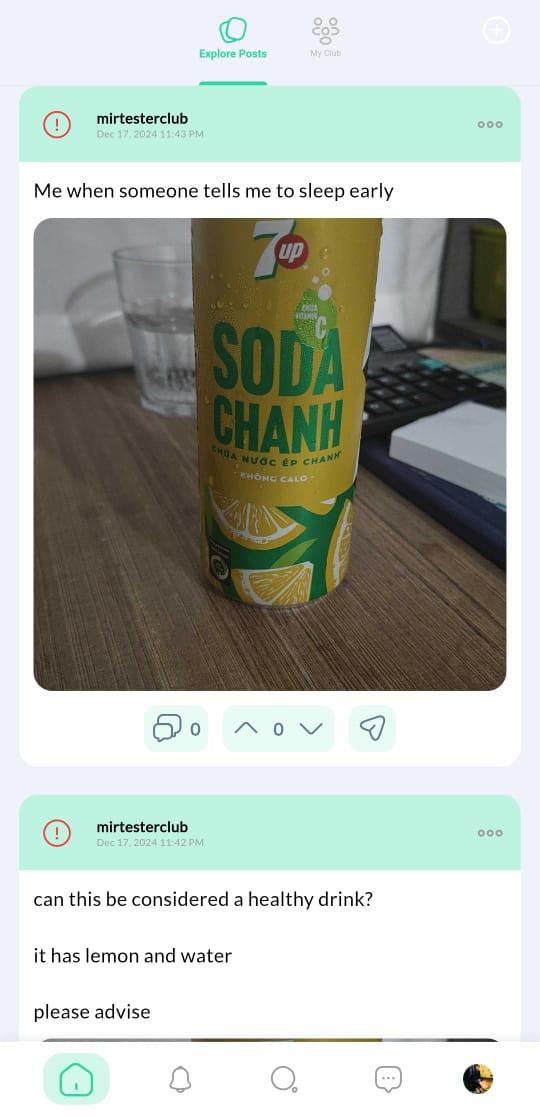 Explore Posts
My Club
mirtesterclub
Dec 17, 2024 11:43 PM
Me when someone tells me to sleep early
7up
CHỨA
VITAMIN
C
SODA
CHANH
CHỨA NƯỚC ÉP CHANH
- KHÔNG CALO -
0
0
mirtesterclub
Dec 17, 2024 11:42 PM
can this be considered a healthy drink?
it has lemon and water
please advise